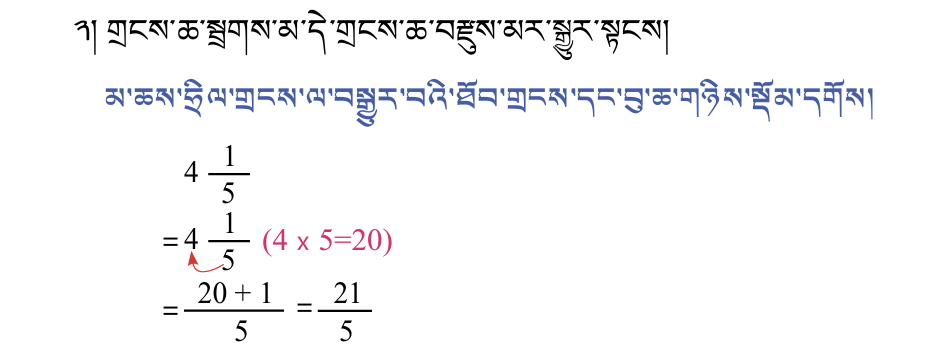 ༢། གྲངས་ཆ་སྦྲགས་མ་དེ་གྲངས་ཆ་བརྫུས་མར་སྒྱུར་སྟངས།
མ་ཆས་ཧྲིལ་གྲངས་ལ་བསྒྱུར་བའི་ཐོབ་གྲངས་དང་བུ་ཆ་གཉིས་སྡོམ་དགོས།
4 1/5
= 4 1/5 (4 x 5=20)
= 20 + 1/5 = 21/5